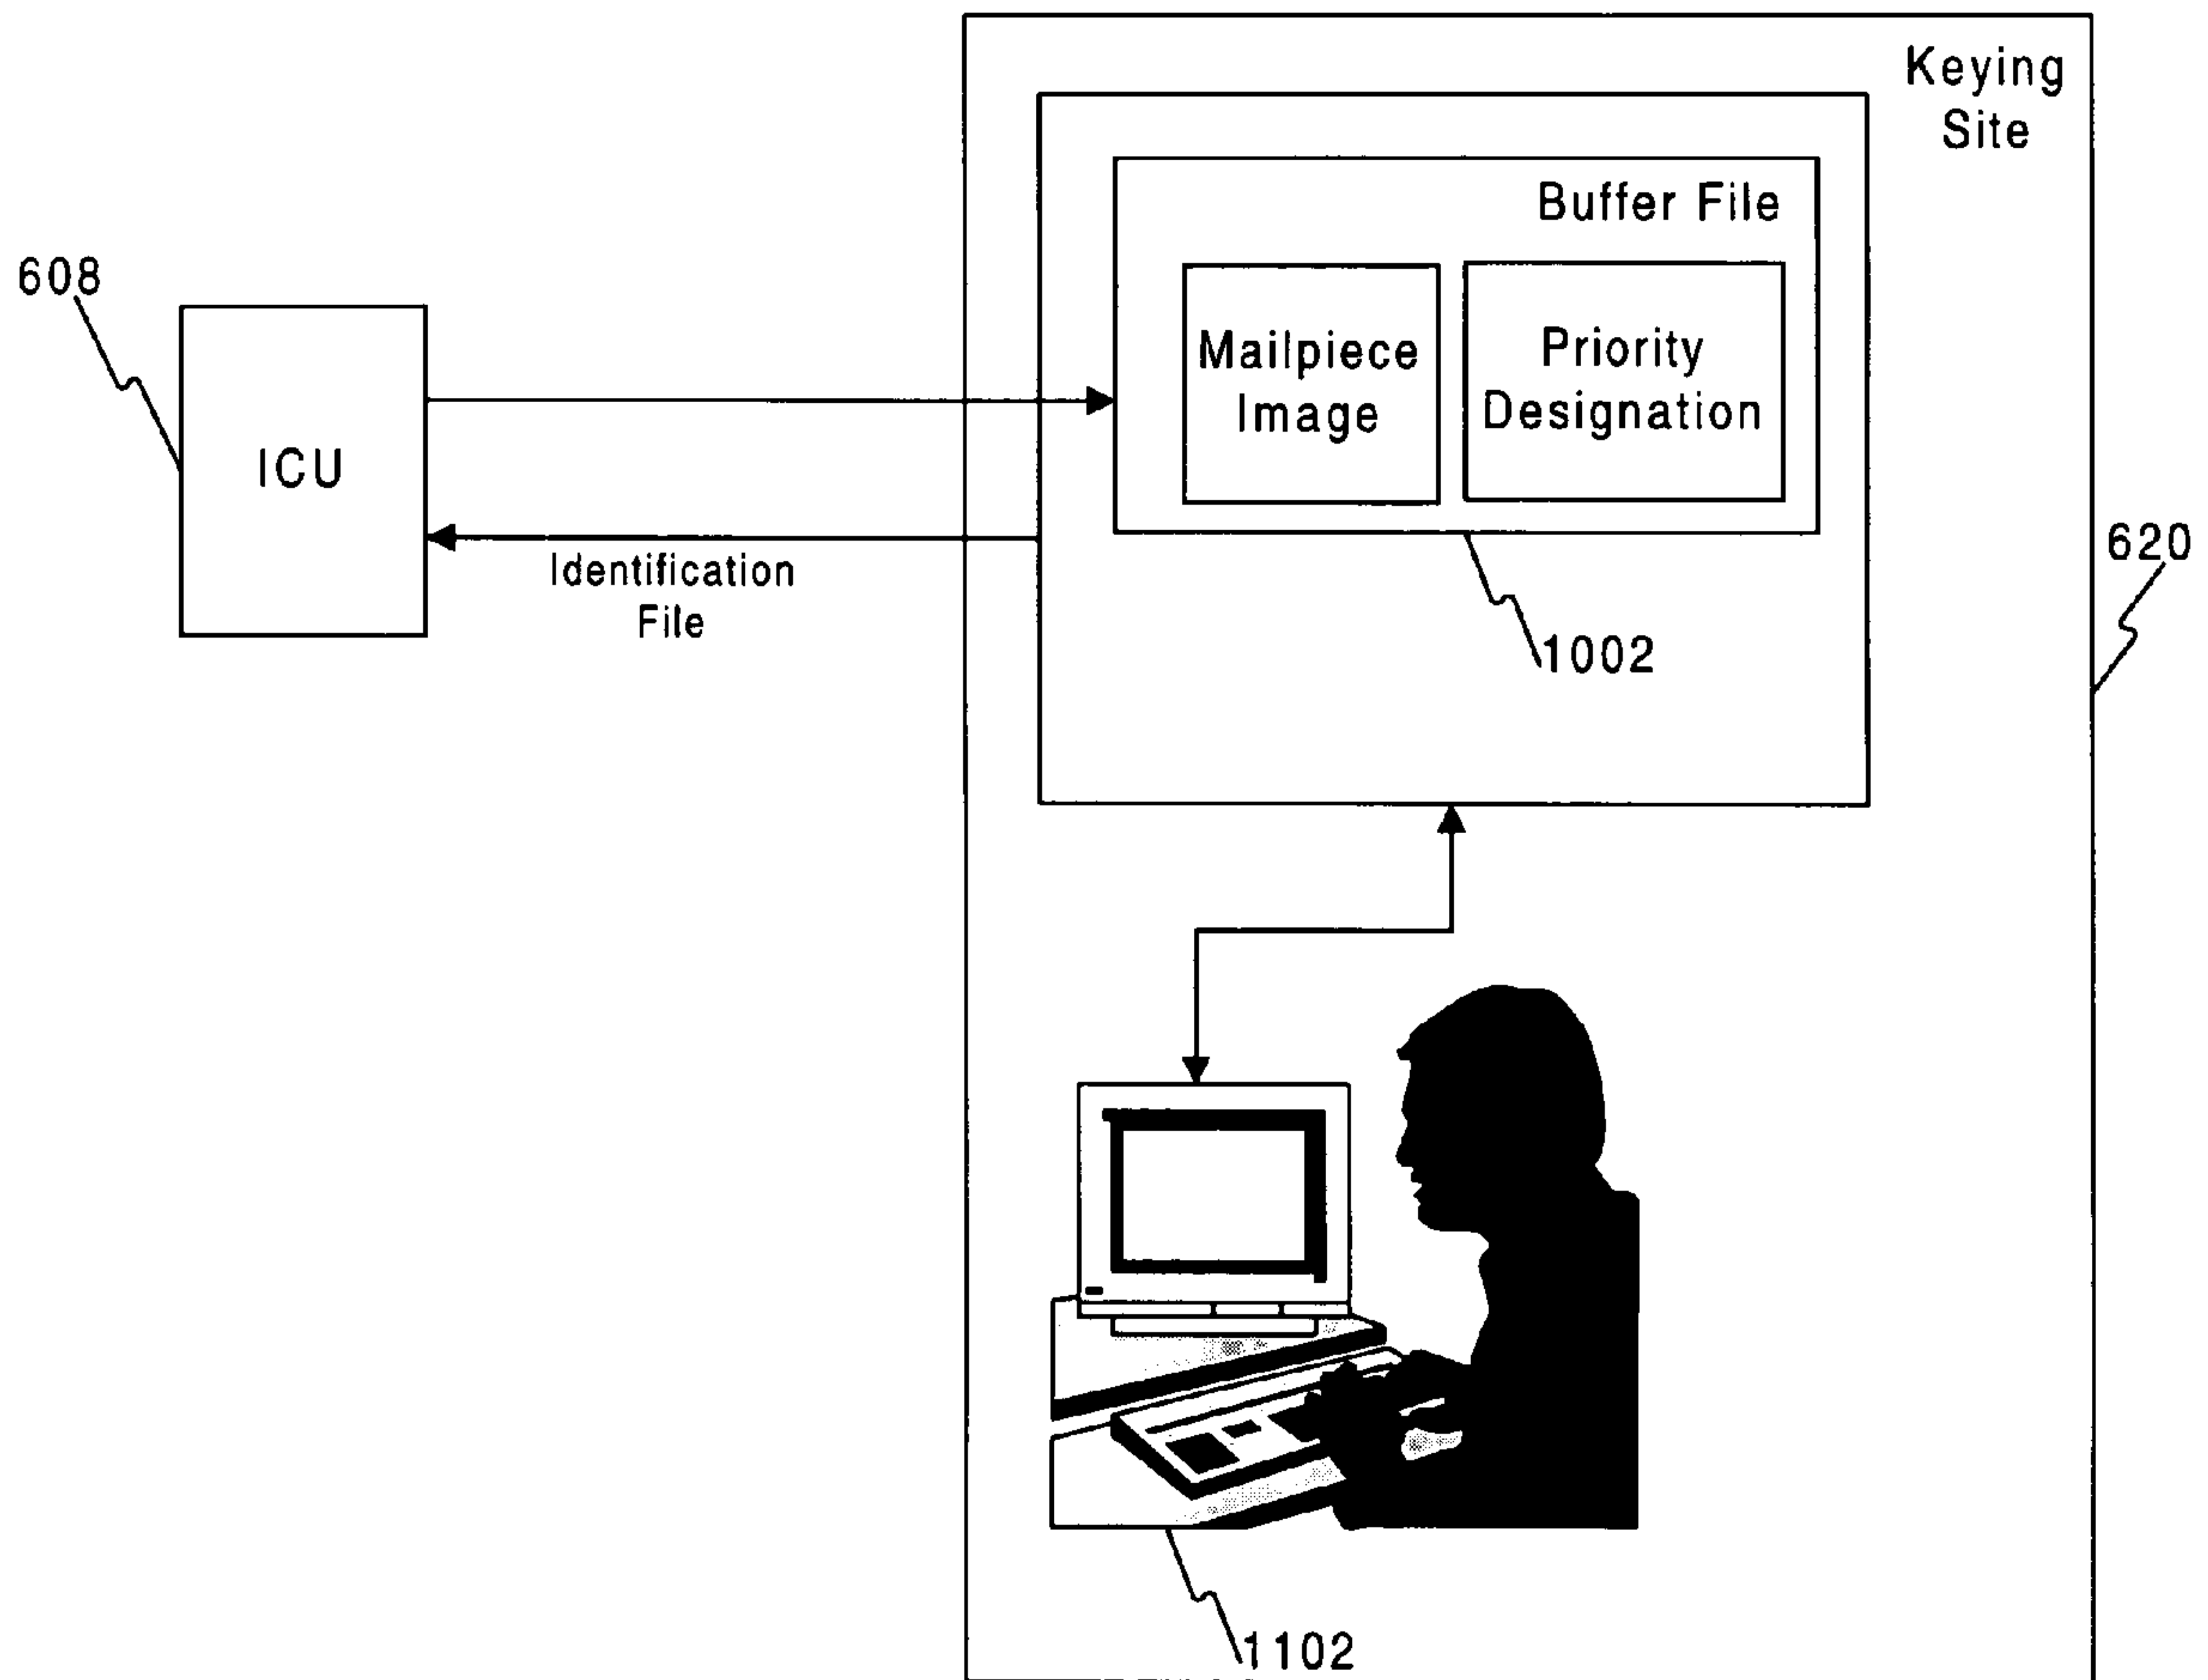 Keying
Site
Buffer File
608
Mailpiece
Image
Priority
Designation
ICU
620
Identification
File
1002
1102